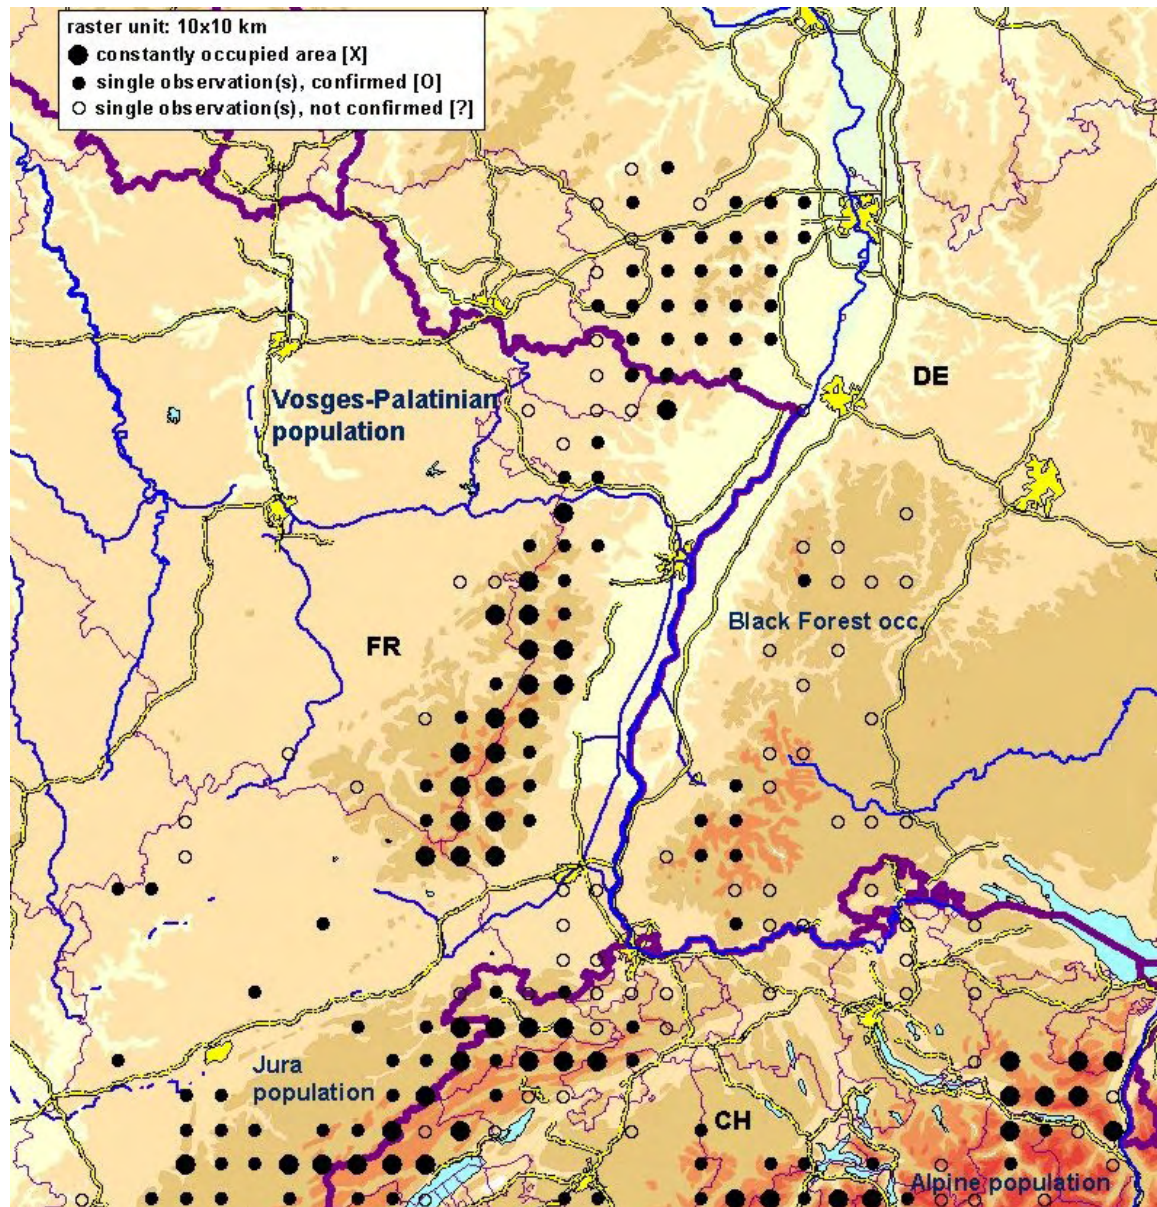 raster unit: 10x10 km
constantly occupied area [X]
single observation(s), confirmed [O]
single observation(s), not confirmed [?]
DE
Vosges-Palatinian
population
Black Forest occ.
FR
Jura
population
CH
Alpine population